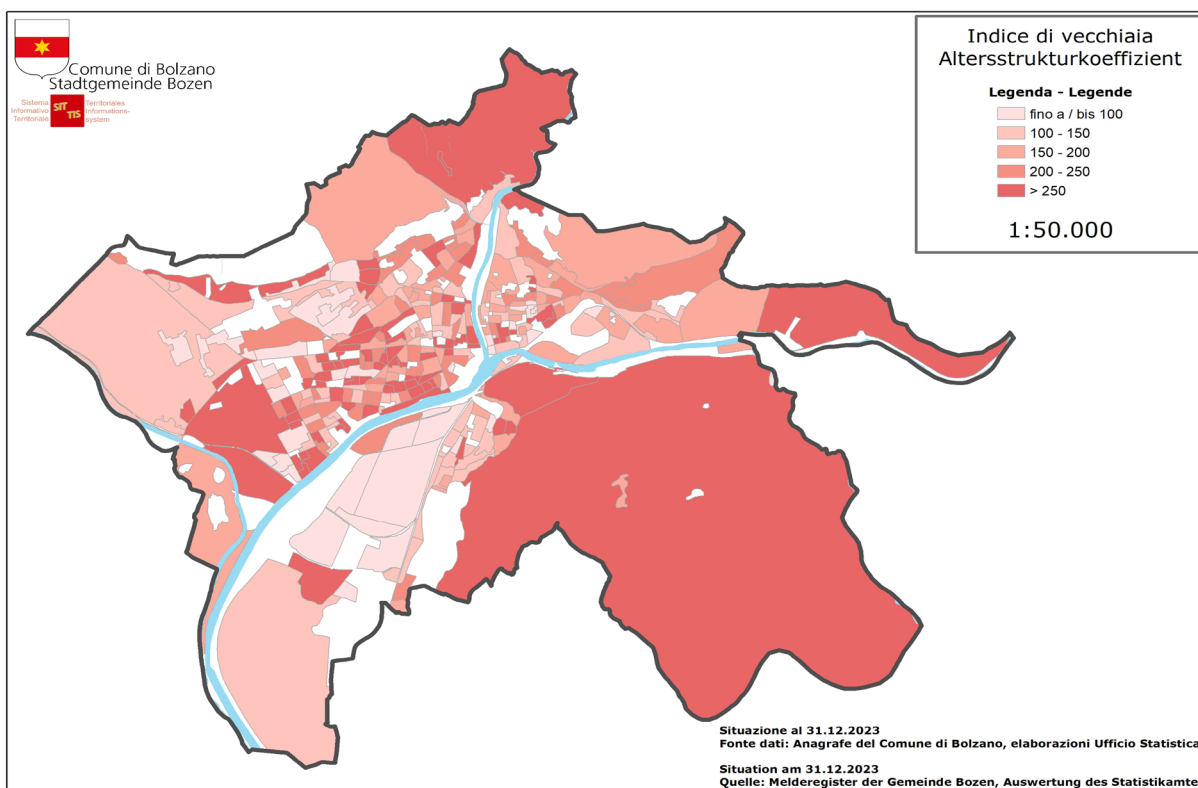 Comune di Bolzano
Stadtgemeinde Bozen
Sistema
Informativo
Territoriale
SIT
TIS
Territoriales
Informations-
system
Indice di vecchiaia
Altersstrukturkoeffizient
Legenda - Legende
fino a / bis 100
100 - 150
150 - 200
200 - 250
> 250
1:50.000
Situazione al 31.12.2023
Fonte dati: Anagrafe del Comune di Bolzano, elaborazioni Ufficio Statistica
Situation am 31.12.2023
Quelle: Melderegister der Gemeinde Bozen, Auswertung des Statistikamte